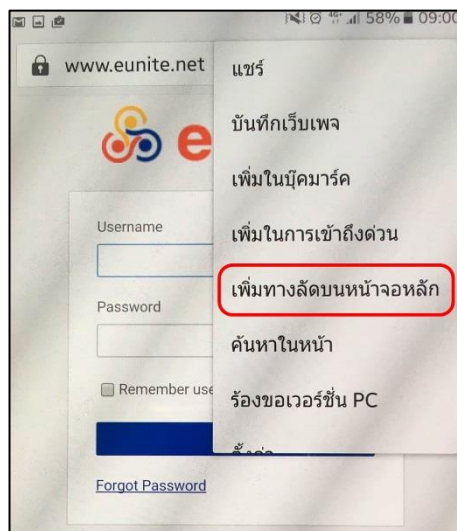 4G+ 58% 09:00
www.eunite.net
แชร์
บันทึกเว็บเพจ
e
เพิ่มในบุ๊คมาร์ค
Username
เพิ่มในการเข้าถึงด่วน
เพิ่มทางลัดบนหน้าจอหลัก
Password
ค้นหาในหน้า
Remember use
ร้องขอเวอร์ชั่น PC
Forgot Password